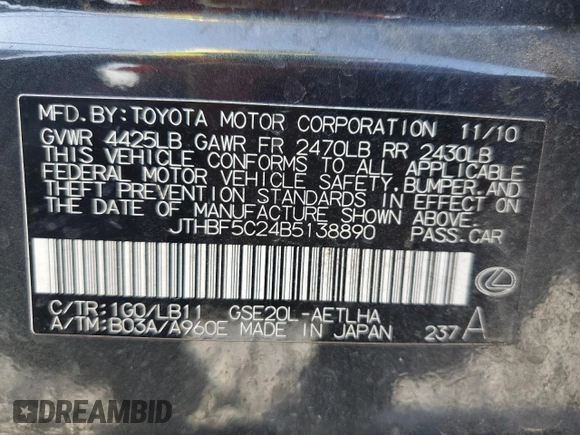 MFD. BY: TOYOTA MOTOR CORPORATION 11/10
GVWR 4425LB GAWR FR 2470LB RR 2430LB
THIS VEHICLE CONFORMS TO ALL APPLICABLE
FEDERAL MOTOR VEHICLE SAFETY, BUMPER, AND
THEFT PREVENTION STANDARDS IN EFFECT ON
THE DATE OF MANUFACTURE SHOWN ABOVE.
JTHBF5C24B5138890 PASS. CAR
C/TR: 1G0/LB11 GSE20L-AETLHA
A/TM: B03A/A960E MADE IN JAPAN 237 A
DREAMBID